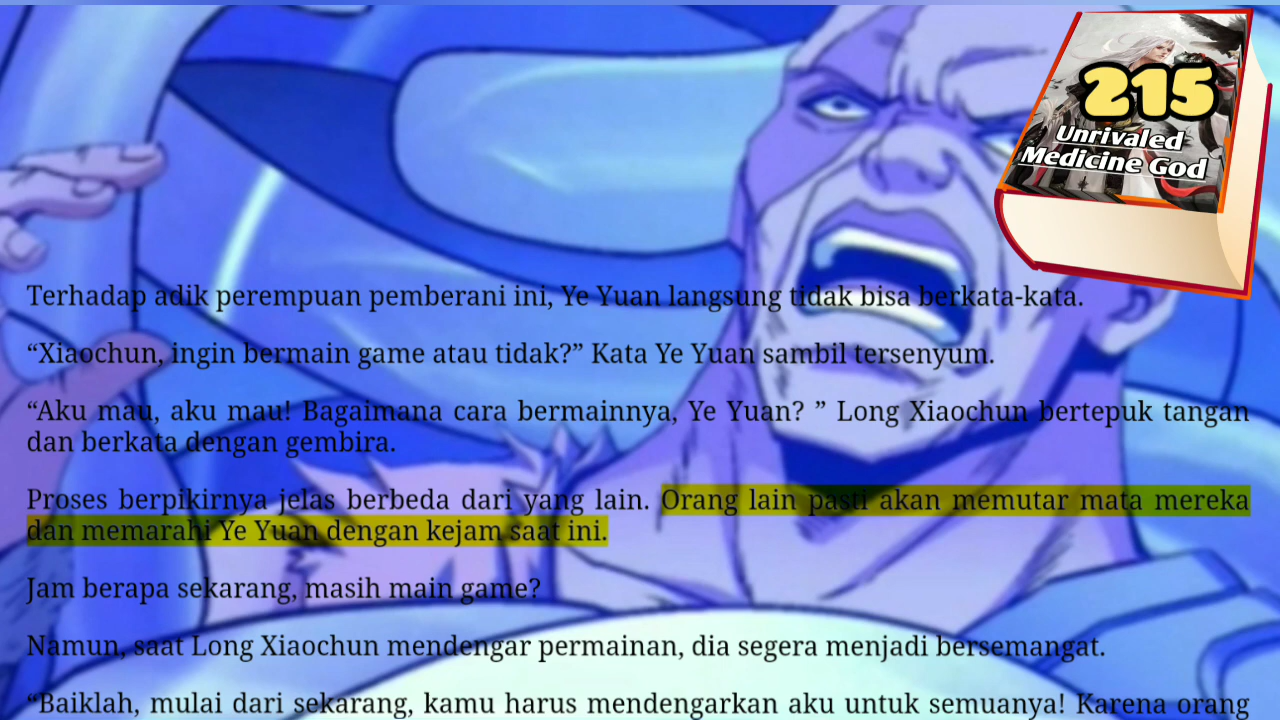 215
Unrivaled
Medicine God
Terhadap adik perempuan pemberani ini, Ye Yuan langsung tidak bisa berkata-kata.
“Xiaochun, ingin bermain game atau tidak?” Kata Ye Yuan sambil tersenyum.
“Aku mau, aku mau! Bagaimana cara bermainnya, Ye Yuan? ” Long Xiaochun bertepuk tangan
dan berkata dengan gembira.
Proses berpikirnya jelas berbeda dari yang lain. Orang lain pasti akan memutar mata mereka
dan memarahi Ye Yuan dengan kejam saat ini.
Jam berapa sekarang, masih main game?
Namun, saat Long Xiaochun mendengar permainan, dia segera menjadi bersemangat.
“Baiklah, mulai dari sekarang, kamu harus mendengarkan aku untuk semuanya! Karena orang